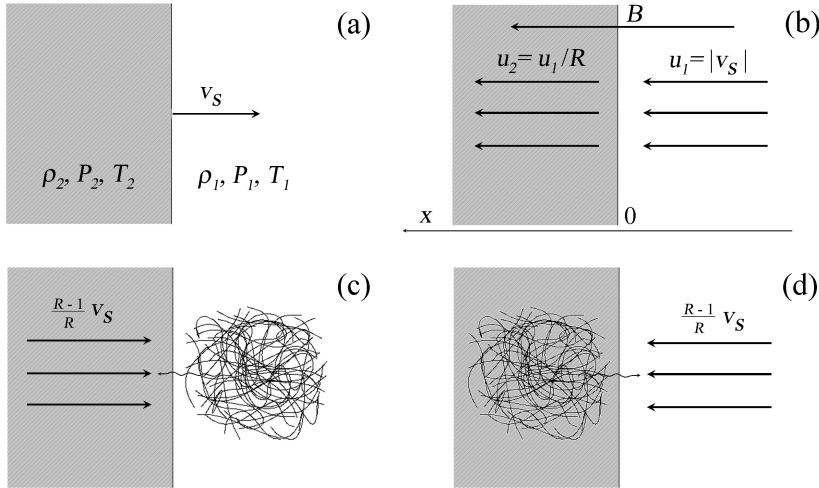 (a)
v_S
ρ_2, P_2, T_2
ρ_1, P_1, T_1
B
(b)
u_2 = u_1/R
u_1 = |v_S|
x
0
(c)
R - 1/R v_S
(d)
R - 1/R v_S